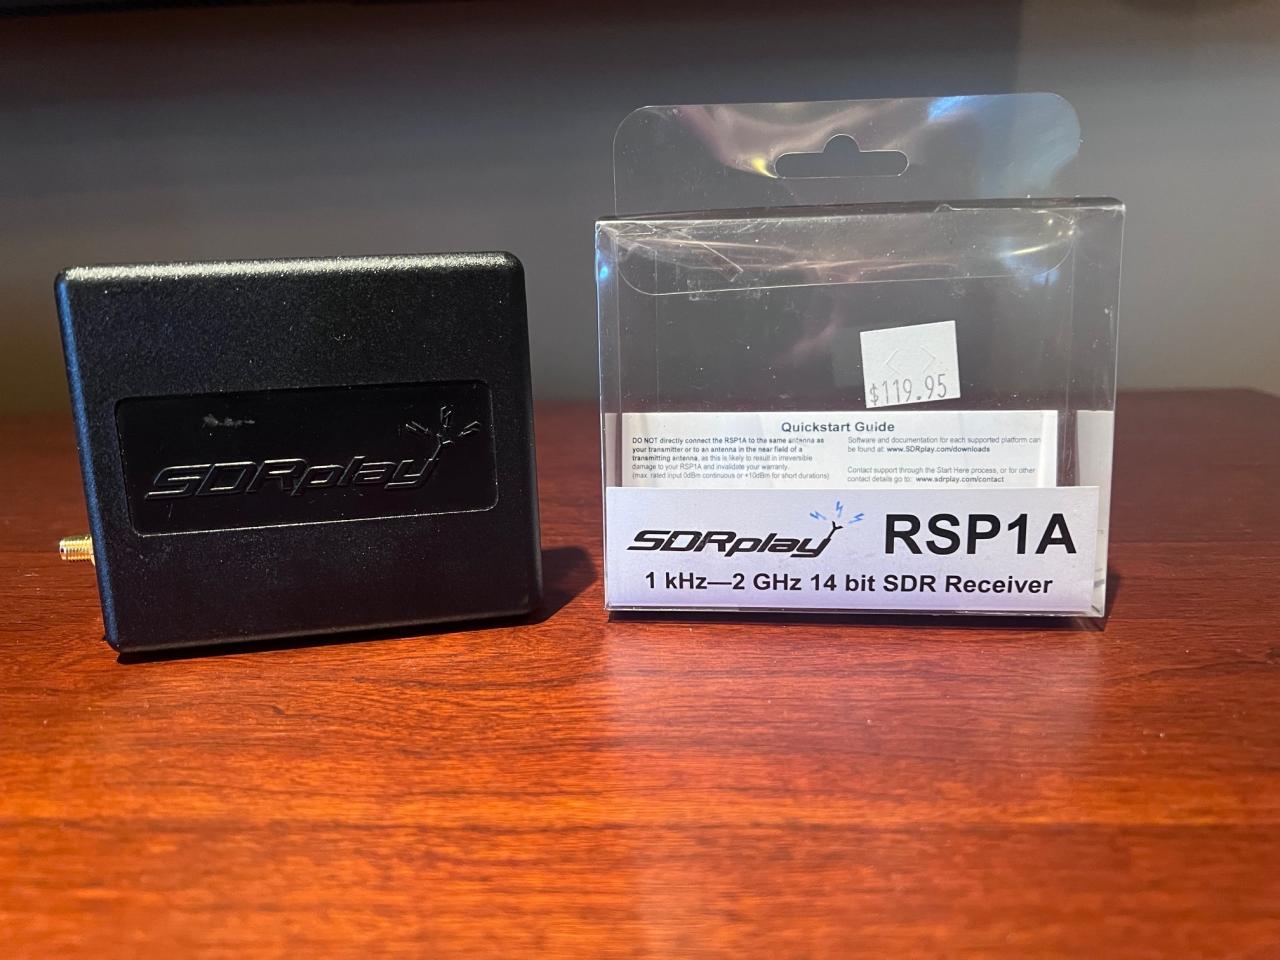 SDRplay
$119.95
Quickstart Guide
DO NOT directly connect the RSP1A to the same antenna as
your transmitter or to an antenna in the near field of a
transmitting antenna, as this is likely to result in irreversible
damage to your RSP1A and invalidate your warranty.
(max. rated input 0dBm continuous or +10dBm for short durations)
Software and documentation for each supported platform can
be found at: www.SDRplay.com/downloads
Contact support through the Start Here process, or for other
contact details go to: www.sdrplay.com/contact
SDRplay RSP1A
1 kHz—2 GHz 14 bit SDR Receiver